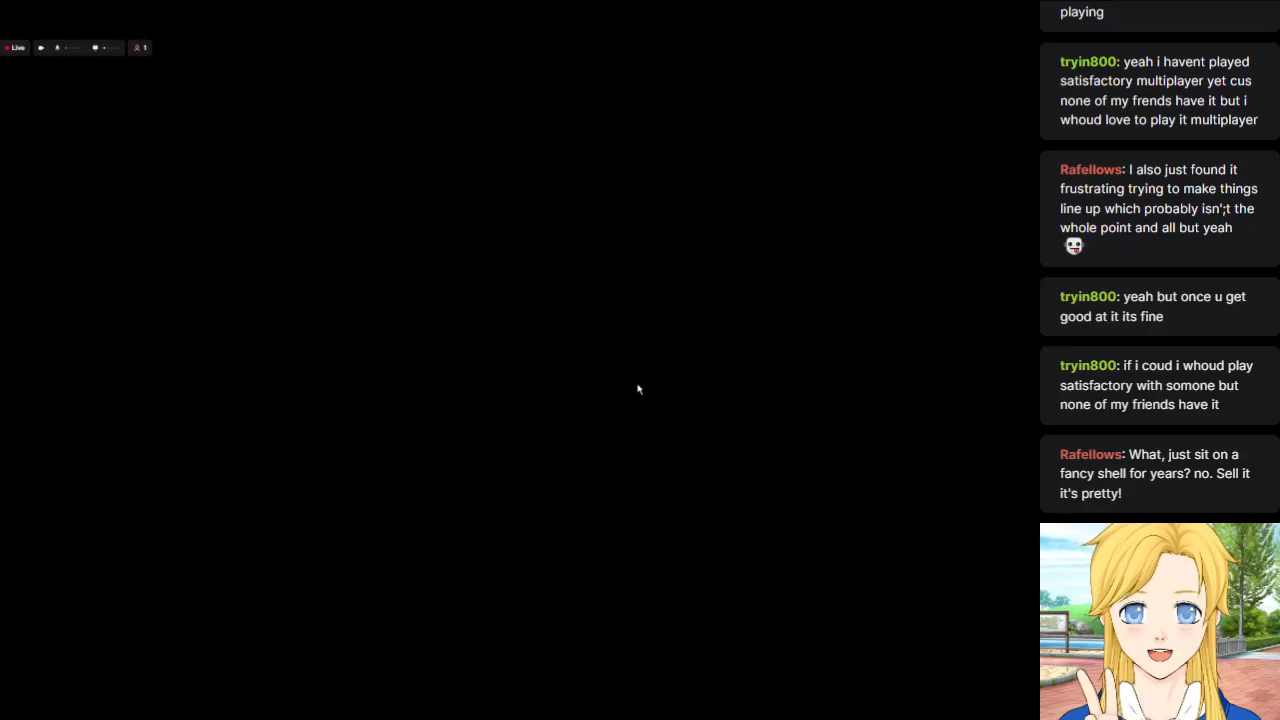 Live
1
playing
tryin800: yeah i havent played
satisfactory multiplayer yet cus
none of my frends have it but i
whoud love to play it multiplayer
Rafellows: I also just found it
frustrating trying to make things
line up which probably isn';t the
whole point and all but yeah
tryin800: yeah but once u get
good at it its fine
tryin800: if i coud i whoud play
satisfactory with somone but
none of my friends have it
Rafellows: What, just sit on a
fancy shell for years? no. Sell it
it's pretty!